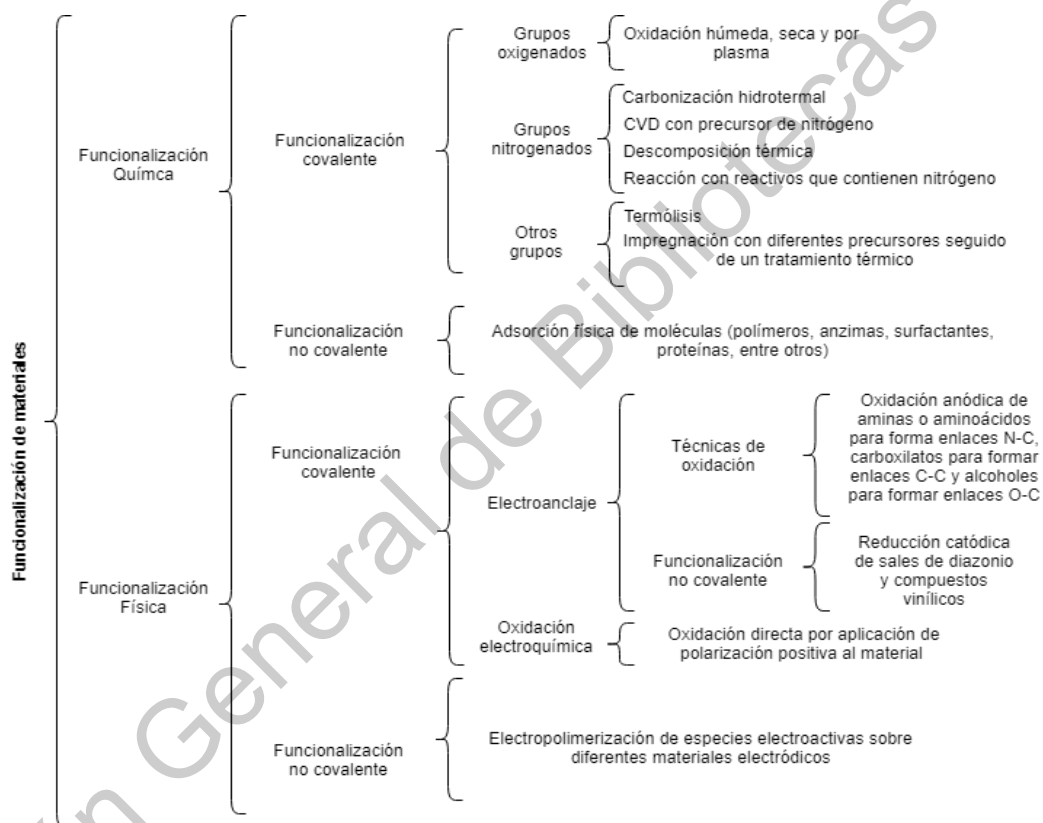 Funcionalización de materiales
Funcionalización
Químca
Funcionalización
covalente
Grupos
oxigenados
Oxidación húmeda, seca y por
plasma
Grupos
nitrogenados
Carbonización hidrotermal
CVD con precursor de nitrógeno
Descomposición térmica
Reacción con reactivos que contienen nitrógeno
Otros
grupos
Termólisis
Impregnación con diferentes precursores seguido
de un tratamiento térmico
Funcionalización
no covalente
Adsorción física de moléculas (polímeros, anzimas, surfactantes,
proteínas, entre otros)
Funcionalización
Física
Funcionalización
covalente
Electroanclaje
Técnicas de
oxidación
Oxidación anódica de
aminas o aminoácidos
para forma enlaces N-C,
carboxilatos para formar
enlaces C-C y alcoholes
para formar enlaces O-C
Funcionalización
no covalente
Reducción catódica
de sales de diazonio
y compuestos
vinílicos
Oxidación
electroquímica
Oxidación directa por aplicación de
polarización positiva al material
Funcionalización
no covalente
Electropolimerización de especies electroactivas sobre
diferentes materiales electródicos
General de Bibliotecas